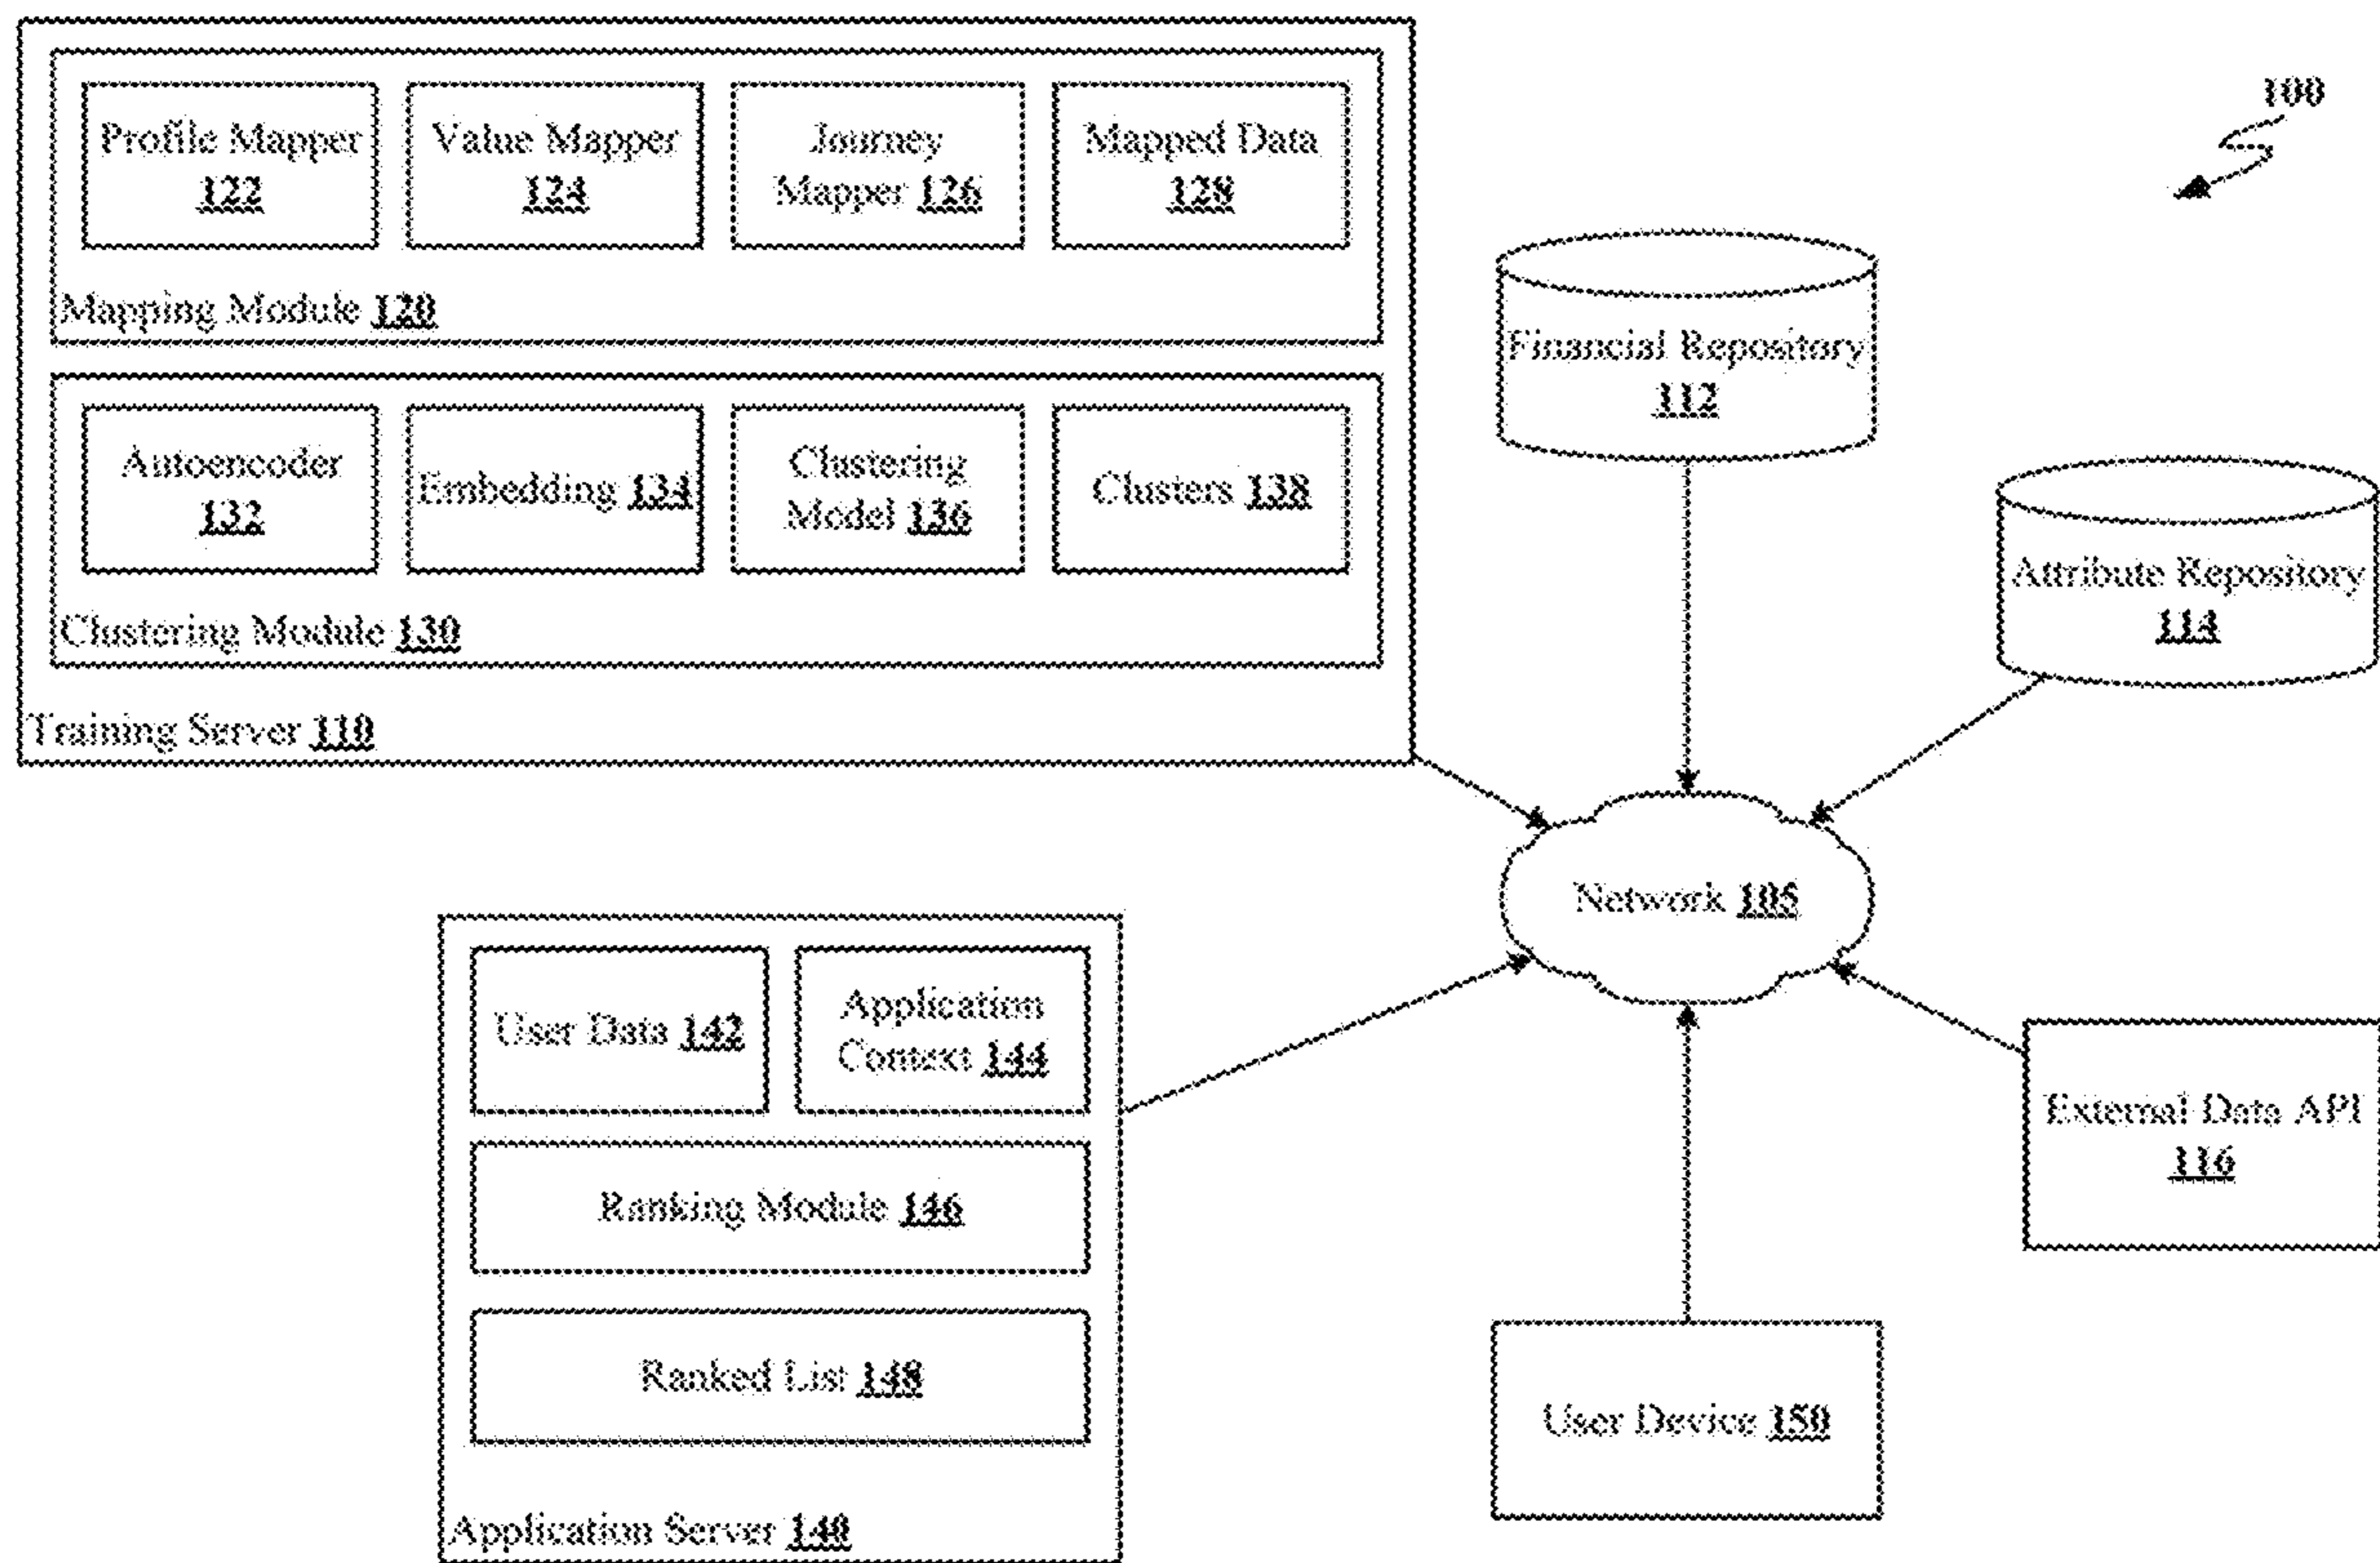 100
Profile Mapper
122
Value Mapper
124
Journey
Mapper 126
Mapped Data
128
Mapping Module 120
Autoencoder
132
Embedding 134
Clustering
Model 136
Clusters 138
Clustering Module 130
Training Server 110
Financial Repository
112
Attribute Repository
114
Network 105
User Data 142
Application
Context 144
Ranking Module 146
Ranked List 148
Application Server 140
External Data API
116
User Device 150